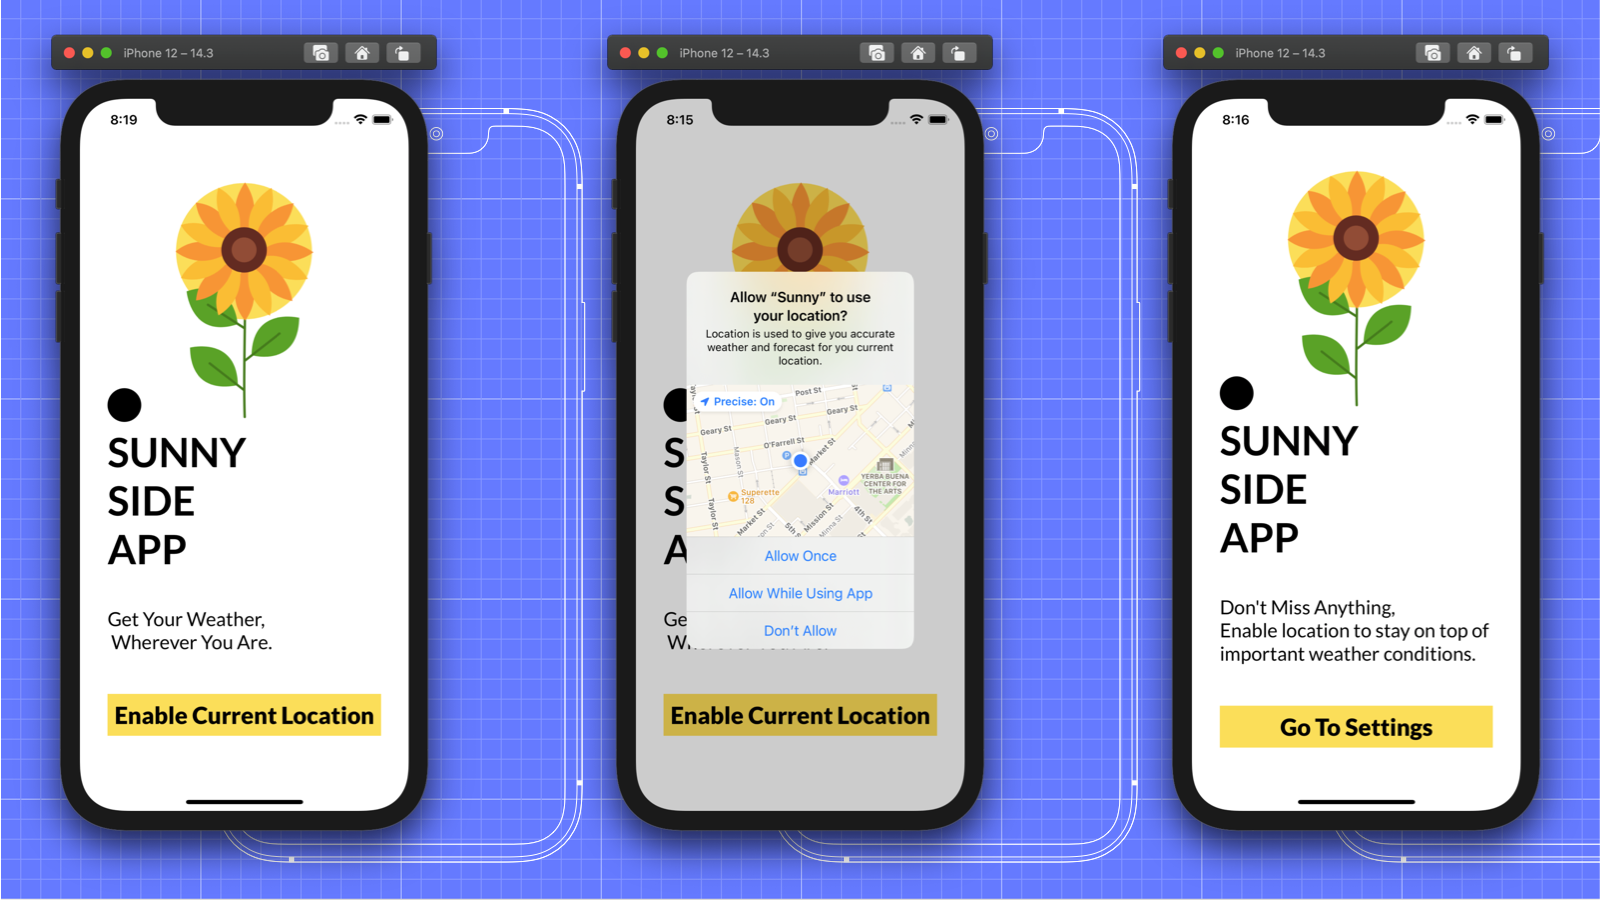 iPhone 12 – 14.3
8:19
SUNNY
SIDE
APP
Get Your Weather,
Wherever You Are.
Enable Current Location
iPhone 12 – 14.3
8:15
Allow “Sunny” to use
your location?
Location is used to give you accurate
weather and forecast for you current
location.
Precise: On
Post St
Geary St
Geary St
Geary St
O'Farrell St
Taylor St
Mason St
Market St
YERBA BUENA
CENTER FOR
THE ARTS
Marriott
Superette
128
Taylor St
Market St
5th
Mission St
Minna St
4th St
S
S
A
Allow Once
Allow While Using App
Don’t Allow
Ge
Enable Current Location
iPhone 12 – 14.3
8:16
SUNNY
SIDE
APP
Don't Miss Anything,
Enable location to stay on top of
important weather conditions.
Go To Settings